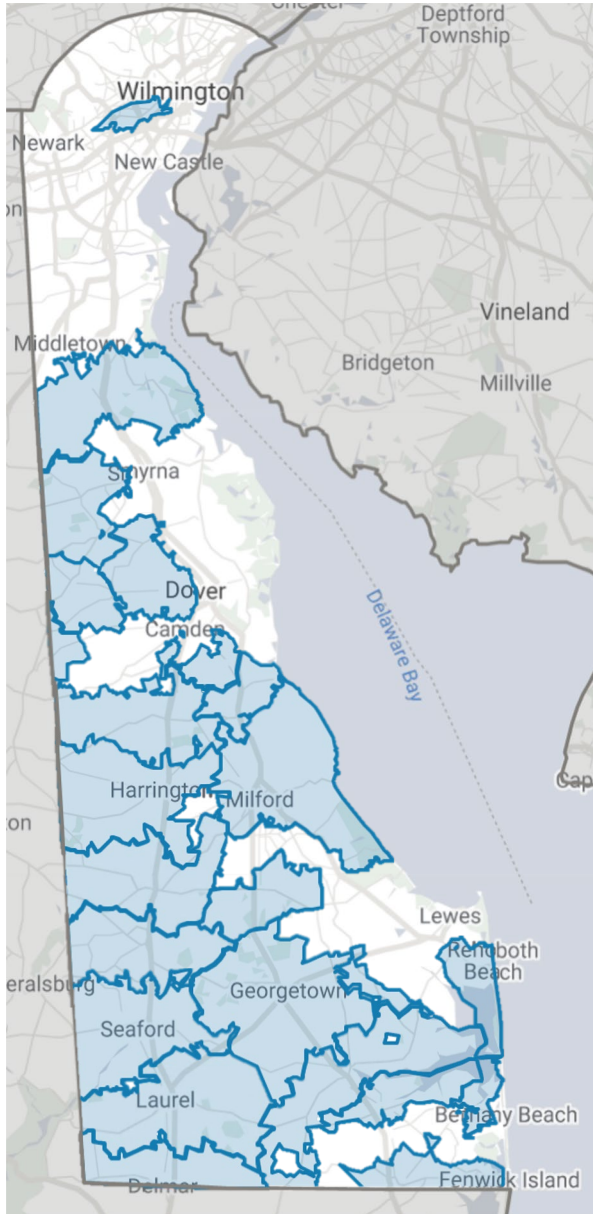 Deptford
Township
Wilmington
Newark
New Castle
Vineland
Middletown
Bridgeton
Millville
Smyrna
Dover
Camden
Delaware Bay
Harrington
Milford
Lewes
Rehoboth
Beach
Georgetown
Seaford
Laurel
Bethany Beach
Fenwick Island
Delmar